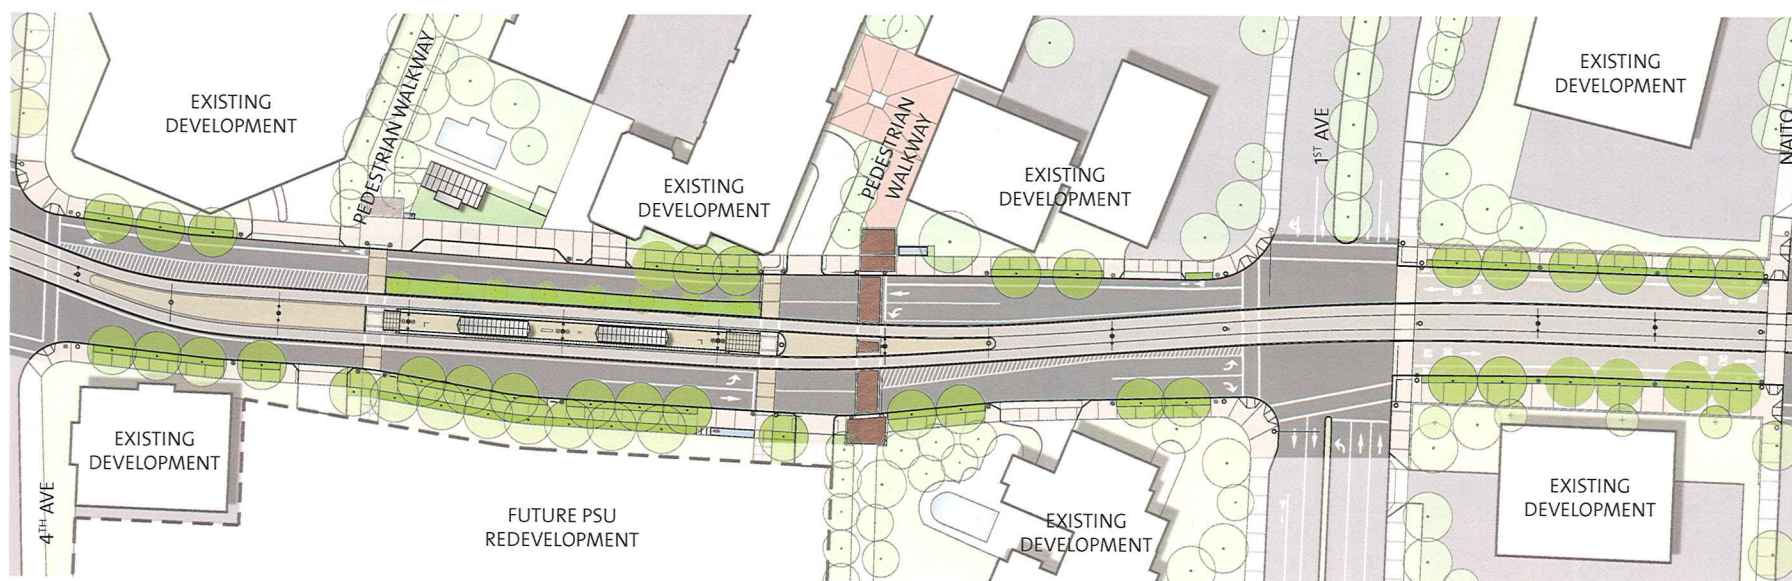 EXISTING
DEVELOPMENT
PEDESTRIAN WALKWAY
EXISTING
DEVELOPMENT
PEDESTRIAN
WALKWAY
EXISTING
DEVELOPMENT
1ST AVE
EXISTING
DEVELOPMENT
NAITO
4TH AVE
EXISTING
DEVELOPMENT
FUTURE PSU
REDEVELOPMENT
EXISTING
DEVELOPMENT
EXISTING
DEVELOPMENT